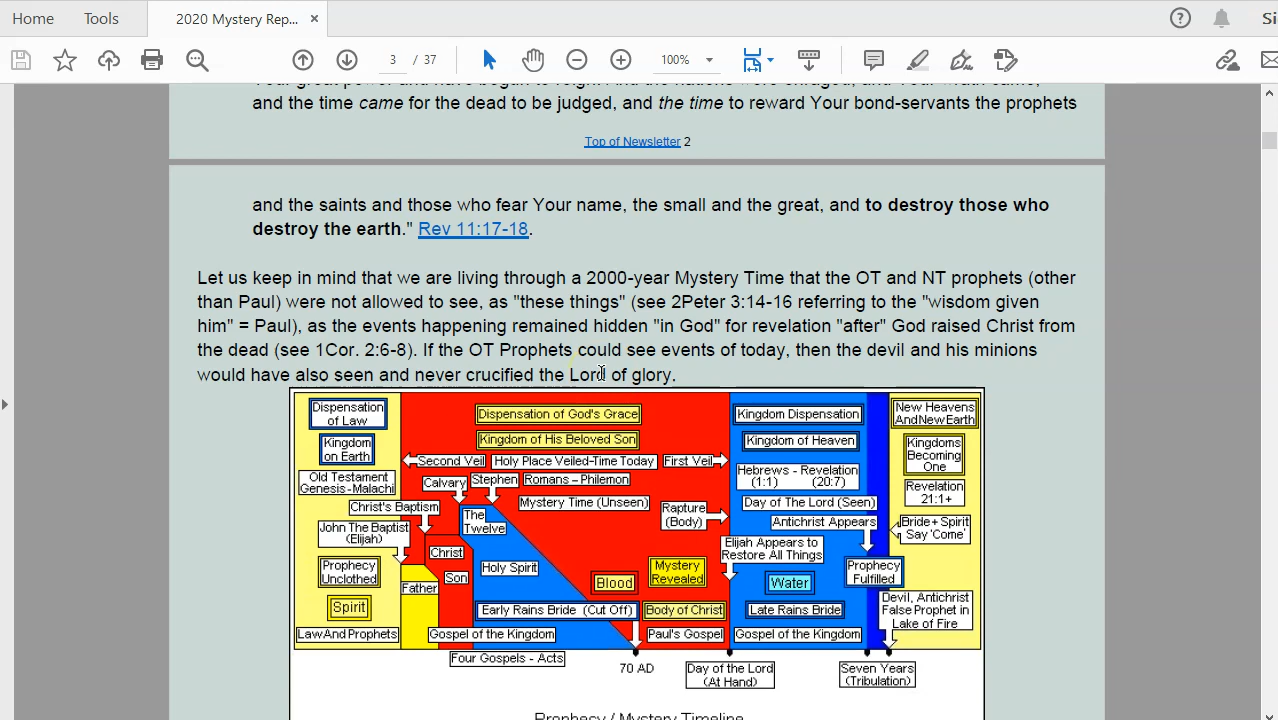 Home Tools 2020 Mystery Rep... × Si
3 / 37 100%
and the time came for the dead to be judged, and the time to reward Your bond-servants the prophets
Top of Newsletter 2
and the saints and those who fear Your name, the small and the great, and to destroy those who
destroy the earth." Rev 11:17-18.
Let us keep in mind that we are living through a 2000-year Mystery Time that the OT and NT prophets (other
than Paul) were not allowed to see, as "these things" (see 2Peter 3:14-16 referring to the "wisdom given
him" = Paul), as the events happening remained hidden "in God" for revelation "after" God raised Christ from
the dead (see 1Cor. 2:6-8). If the OT Prophets could see events of today, then the devil and his minions
would have also seen and never crucified the Lord of glory.
Dispensation
of Law
Kingdom
on Earth
Old Testament
Genesis-Malachi
Christ's Baptism
John The Baptist
(Elijah)
Prophecy
Unclothed
Spirit
Law And Prophets
Father
Christ
Son
Dispensation of God's Grace
Kingdom of His Beloved Son
Second Veil
Holy Place Veiled-Time Today
First Veil
Calvary
Stephen
Romans – Philemon
Mystery Time (Unseen)
The
Twelve
Rapture
(Body)
Holy Spirit
Blood
Mystery
Revealed
Early Rains Bride (Cut Off)
Body of Christ
Gospel of the Kingdom
Paul's Gospel
Kingdom Dispensation
Kingdom of Heaven
Hebrews - Revelation
(1:1) (20:7)
Day of The Lord (Seen)
Antichrist Appears
Elijah Appears to
Restore All Things
Water
Prophecy
Fulfilled
Late Rains Bride
Gospel of the Kingdom
New Heavens
And New Earth
Kingdoms
Becoming
One
Revelation
21:1+
Bride + Spirit
Say 'Come'
Devil, Antichrist
False Prophet in
Lake of Fire
Four Gospels - Acts
70 AD
Day of the Lord
(At Hand)
Seven Years
(Tribulation)
Prophecy / Mystery Timeline